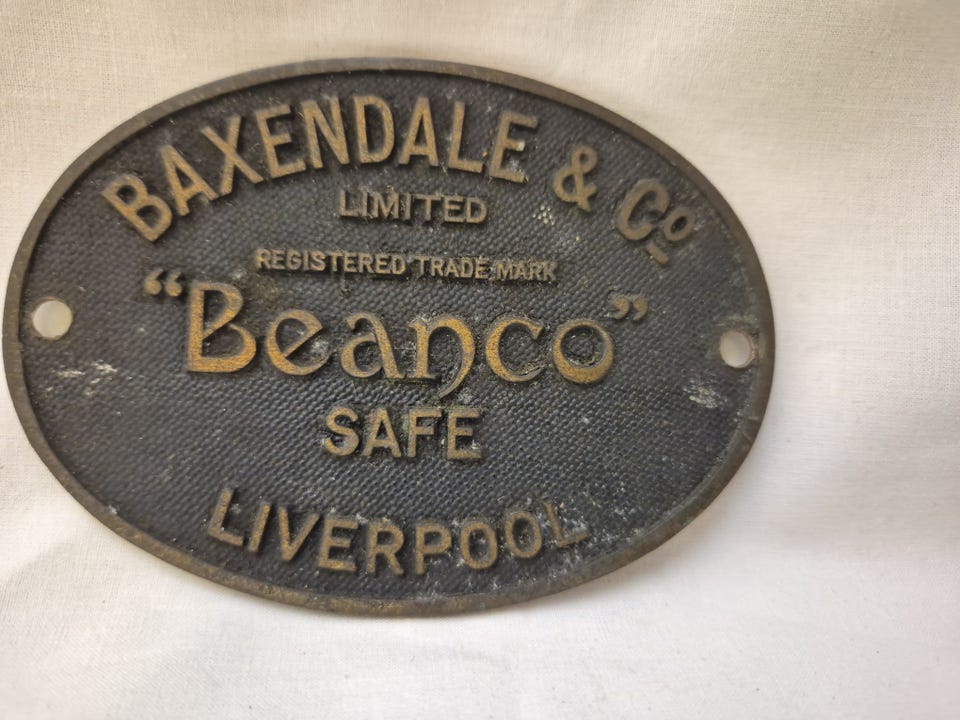 BAXENDALE & Co
LIMITED
REGISTERED TRADE MARK
“Beanco”
SAFE
LIVERPOOL